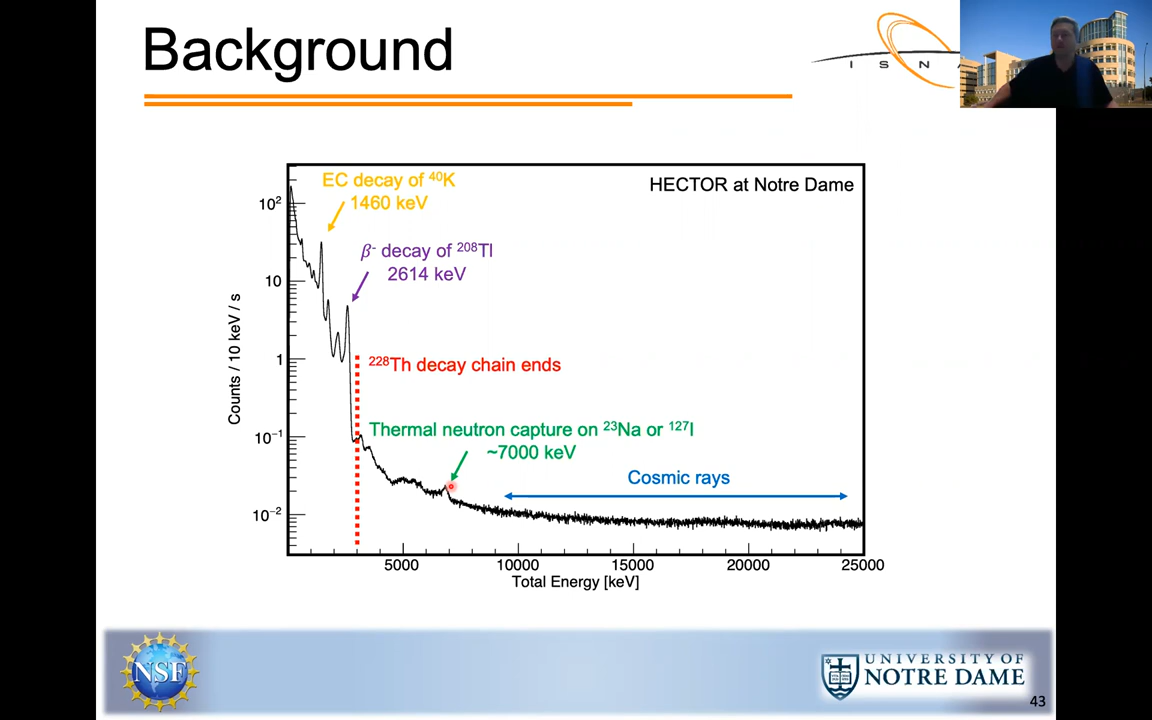 Background
I S N A
HECTOR at Notre Dame
EC decay of ⁴⁰K
1460 keV
β⁻ decay of ²⁰⁸Tl
2614 keV
²²⁸Th decay chain ends
Thermal neutron capture on ²³Na or ¹²⁷I
~7000 keV
Cosmic rays
Counts / 10 keV / s
10²
10
1
10⁻¹
10⁻²
5000 10000 15000 20000 25000
Total Energy [keV]
NSF
UNIVERSITY OF
NOTRE DAME
43